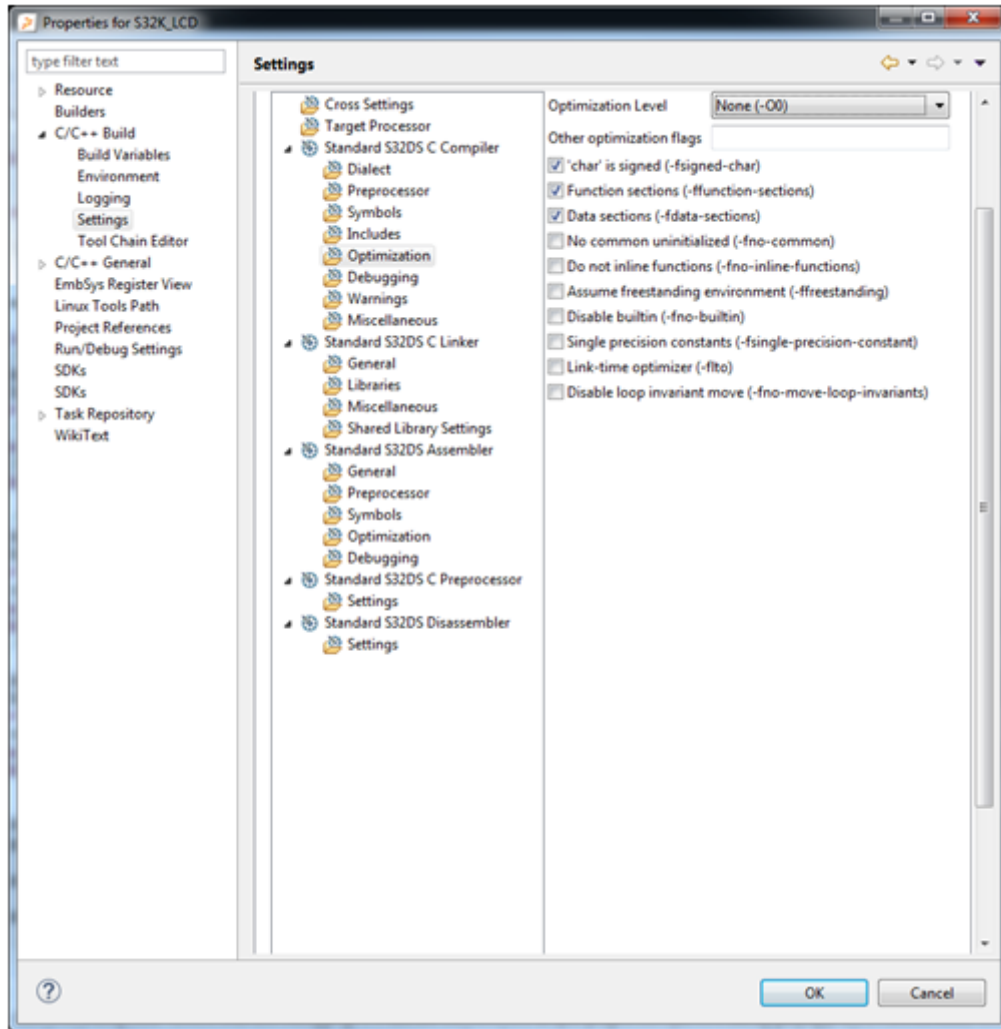 Properties for S32K_LCD
type filter text
Resource
Builders
C/C++ Build
Build Variables
Environment
Logging
Settings
Tool Chain Editor
C/C++ General
EmbSys Register View
Linux Tools Path
Project References
Run/Debug Settings
SDKs
SDKs
Task Repository
WikiText
Settings
Cross Settings
Target Processor
Standard S32DS C Compiler
Dialect
Preprocessor
Symbols
Includes
Optimization
Debugging
Warnings
Miscellaneous
Standard S32DS C Linker
General
Libraries
Miscellaneous
Shared Library Settings
Standard S32DS Assembler
General
Preprocessor
Symbols
Optimization
Debugging
Standard S32DS C Preprocessor
Settings
Standard S32DS Disassembler
Settings
Optimization Level None (-O0)
Other optimization flags
'char' is signed (-fsigned-char)
Function sections (-ffunction-sections)
Data sections (-fdata-sections)
No common uninitialized (-fno-common)
Do not inline functions (-fno-inline-functions)
Assume freestanding environment (-ffreestanding)
Disable builtin (-fno-builtin)
Single precision constants (-fsingle-precision-constant)
Link-time optimizer (-flto)
Disable loop invariant move (-fno-move-loop-invariants)
OK Cancel